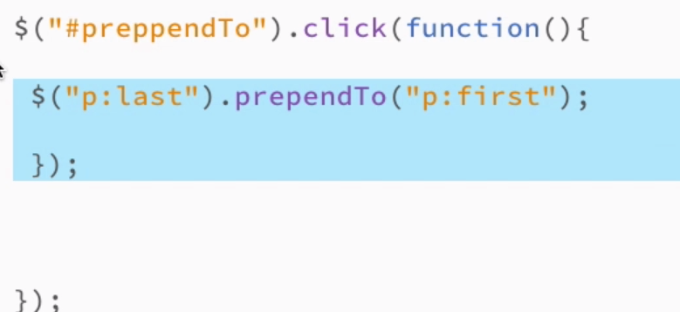 $("#preppendTo").click(function(){
$("p:last").prependTo("p:first");
});
});